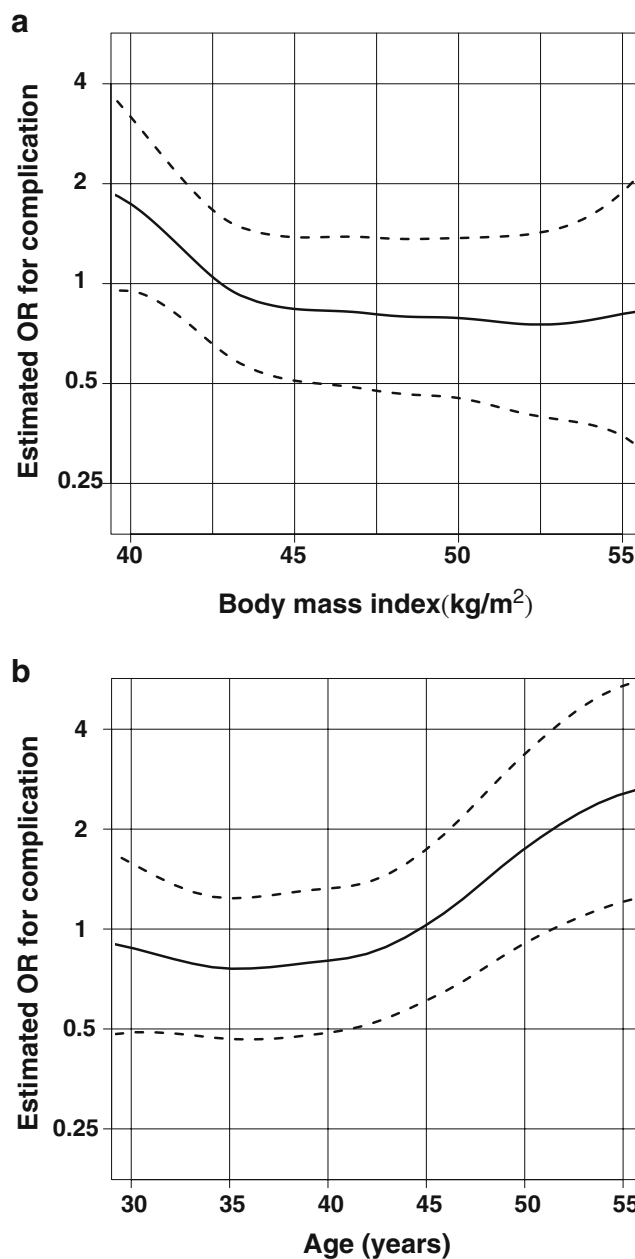 a
Estimated OR for complication
4
2
1
0.5
0.25
40 45 50 55
Body mass index(kg/m²)
b
Estimated OR for complication
4
2
1
0.5
0.25
30 35 40 45 50 55
Age (years)